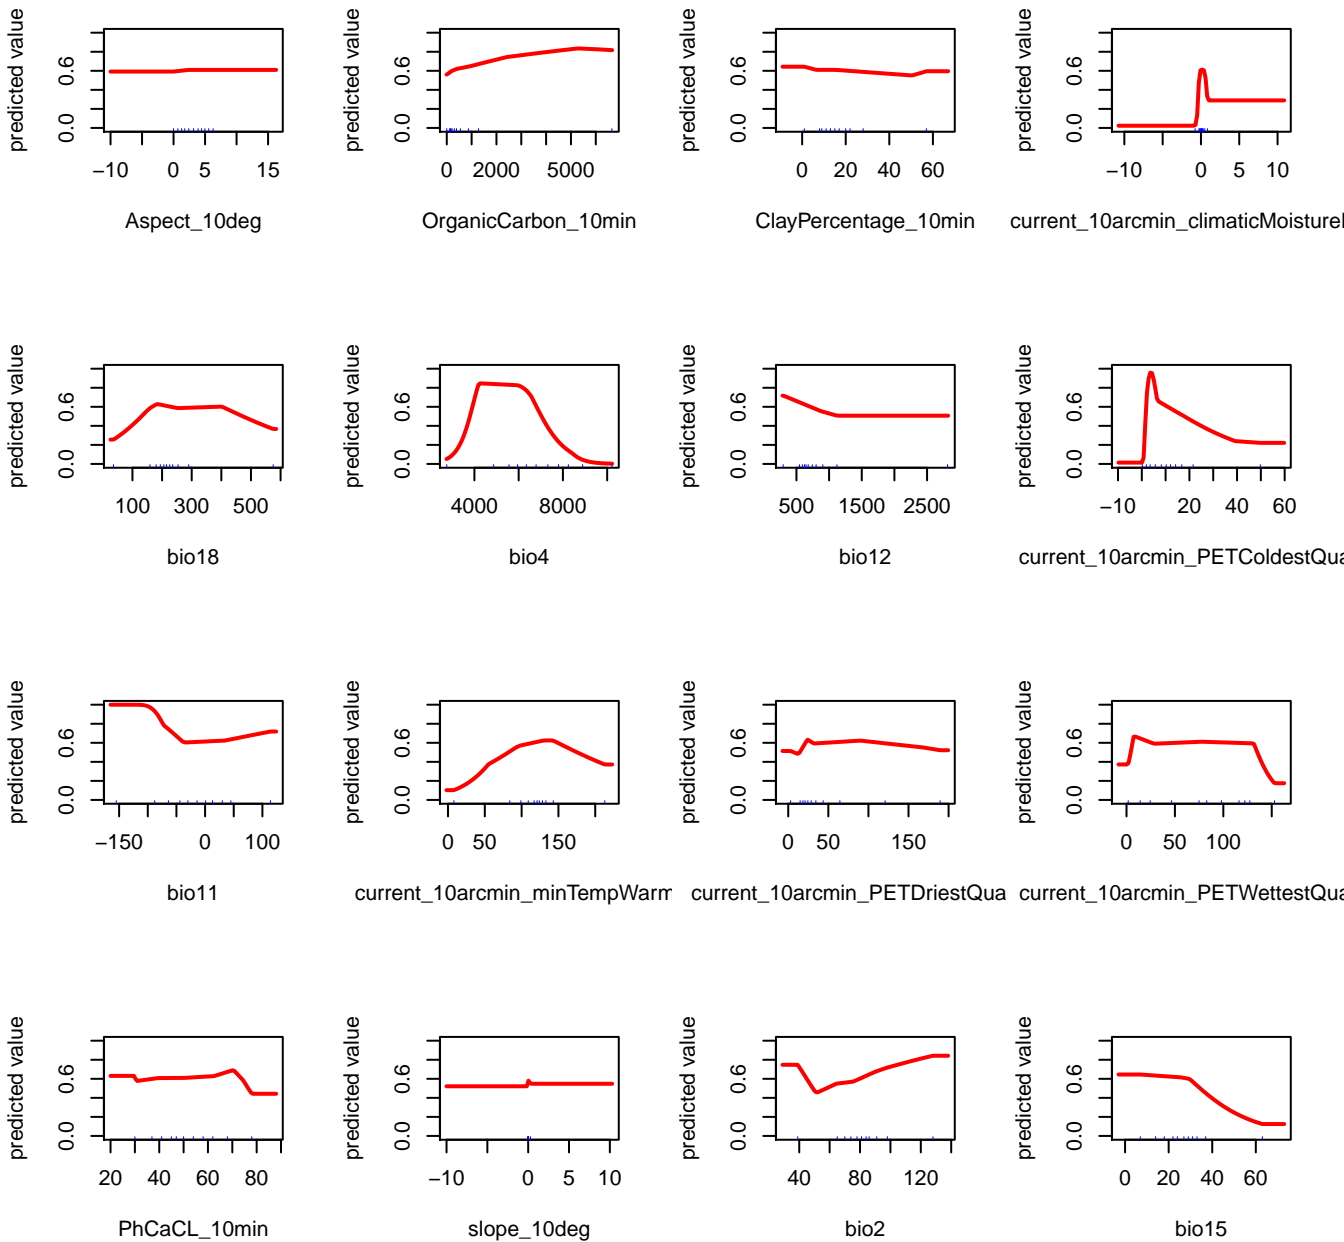 predicted value
0.0 0.6
−10 0 5 15
Aspect_10deg
predicted value
0.0 0.6
0 2000 5000
OrganicCarbon_10min
predicted value
0.0 0.6
0 20 40 60
ClayPercentage_10min
predicted value
0.0 0.6
−10 0 5 10
current_10arcmin_climaticMoistureI
predicted value
0.0 0.6
100 300 500
bio18
predicted value
0.0 0.6
4000 8000
bio4
predicted value
0.0 0.6
500 1500 2500
bio12
predicted value
0.0 0.6
−10 20 40 60
current_10arcmin_PETColdestQua
predicted value
0.0 0.6
−150 0 100
bio11
predicted value
0.0 0.6
0 50 150
current_10arcmin_minTempWarm
predicted value
0.0 0.6
0 50 150
current_10arcmin_PETDriestQua
predicted value
0.0 0.6
0 50 100
current_10arcmin_PETWettestQua
predicted value
0.0 0.6
20 40 60 80
PhCaCL_10min
predicted value
0.0 0.6
−10 0 5 10
slope_10deg
predicted value
0.0 0.6
40 80 120
bio2
predicted value
0.0 0.6
0 20 40 60
bio15